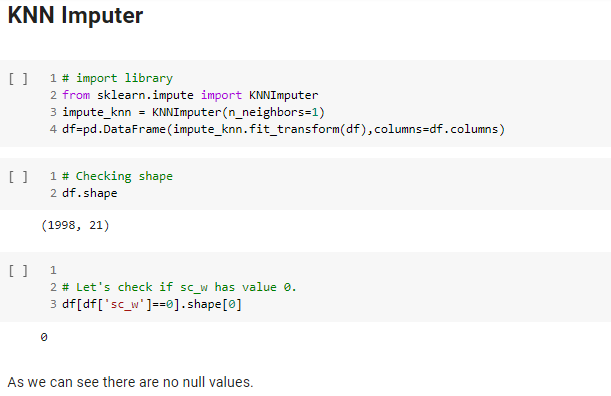 KNN Imputer
[ ] 1 # import library
2 from sklearn.impute import KNNImputer
3 impute_knn = KNNImputer(n_neighbors=1)
4 df=pd.DataFrame(impute_knn.fit_transform(df),columns=df.columns)
[ ] 1 # Checking shape
2 df.shape
(1998, 21)
[ ] 1
2 # Let's check if sc_w has value 0.
3 df[df['sc_w']==0].shape[0]
0
As we can see there are no null values.